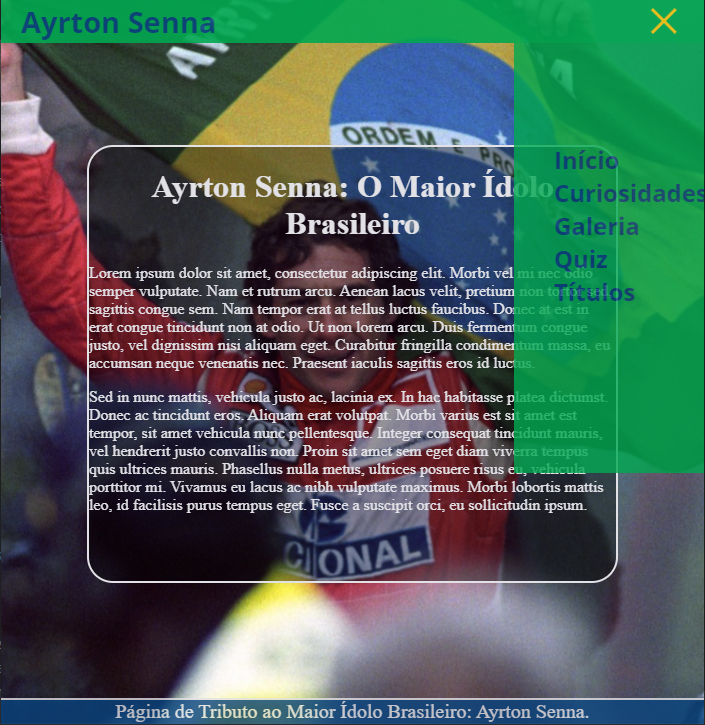 Ayrton Senna
ORDEM E PRO
Início
Curiosidades
Galeria
Quiz
Títulos
Ayrton Senna: O Maior Ídolo
Brasileiro
Lorem ipsum dolor sit amet, consectetur adipiscing elit. Morbi vel mi nec odio
semper vulputate. Nam et rutrum arcu. Aenean lacus velit, pretium non
sagittis congue sem. Nam tempor erat at tellus luctus faucibus. Donec at est in
erat congue tincidunt non at odio. Ut non lorem arcu. Duis fermentum congue
justo, vel dignissim nisi aliquam eget. Curabitur fringilla condimentum massa, eu
accumsan neque venenatis nec. Praesent iaculis sagittis eros id luctus.
Sed in nunc mattis, vehicula justo ac, lacinia ex. In hac habitasse platea dictumst.
Donec ac tincidunt eros. Aliquam erat volutpat. Morbi varius est sit amet est
tempor, sit amet vehicula nunc pellentesque. Integer consequat tincidunt mauris,
vel hendrerit justo convallis non. Proin sit amet sem eget diam viverra tempus
quis ultrices mauris. Phasellus nulla metus, ultrices posuere risus eu, vehicula
porttitor mi. Vivamus eu lacus ac nibh vulputate maximus. Morbi lobortis mattis
leo, id facilisis purus tempus eget. Fusce a suscipit orci, eu sollicitudin ipsum.
CIONAL
Página de Tributo ao Maior Ídolo Brasileiro: Ayrton Senna.